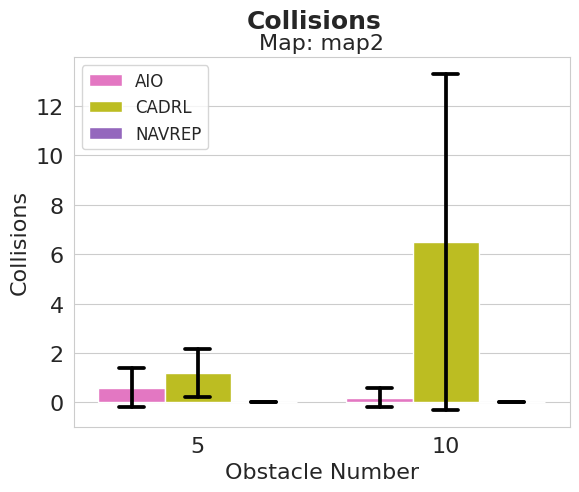 Collisions
Map: map2
AIO
CADRL
NAVREP
12
10
8
6
4
2
0
Collisions
5 10
Obstacle Number